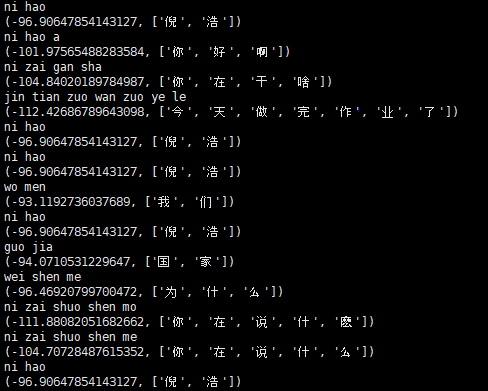 ni hao
(-96.90647854143127, ['倪', '浩'])
ni hao a
(-101.97565488283584, ['你', '好', '啊'])
ni zai gan sha
(-104.84020189784987, ['你', '在', '干', '啥'])
jin tian zuo wan zuo ye le
(-112.42686789643098, ['今', '天', '做', '完', '作', '业', '了'])
ni hao
(-96.90647854143127, ['倪', '浩'])
ni hao
(-96.90647854143127, ['倪', '浩'])
wo men
(-93.1192736037689, ['我', '们'])
ni hao
(-96.90647854143127, ['倪', '浩'])
guo jia
(-94.0710531229647, ['国', '家'])
wei shen me
(-96.46920799700472, ['为', '什', '么'])
ni zai shuo shen mo
(-111.88082051682662, ['你', '在', '说', '什', '麽'])
ni zai shuo shen me
(-104.70728487615352, ['你', '在', '说', '什', '么'])
ni hao
(-96.90647854143127, ['倪', '浩'])